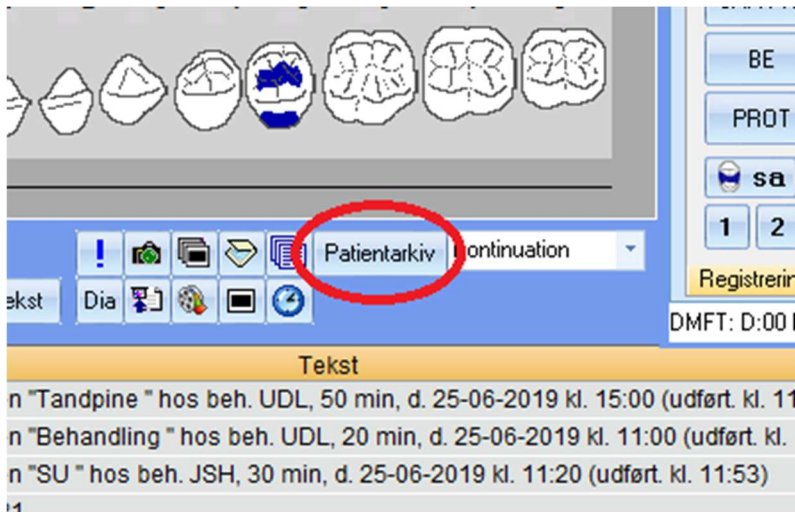 BE
PROT
sa
1 2
! Patientarkiv Kontinuation
ekst Dia
Registrerin
DMFT: D:00
Tekst
n "Tandpine " hos beh. UDL, 50 min, d. 25-06-2019 kl. 15:00 (udført. kl. 11
n "Behandling " hos beh. UDL, 20 min, d. 25-06-2019 kl. 11:00 (udført. kl.
n "SU " hos beh. JSH, 30 min, d. 25-06-2019 kl. 11:20 (udført. kl. 11:53)